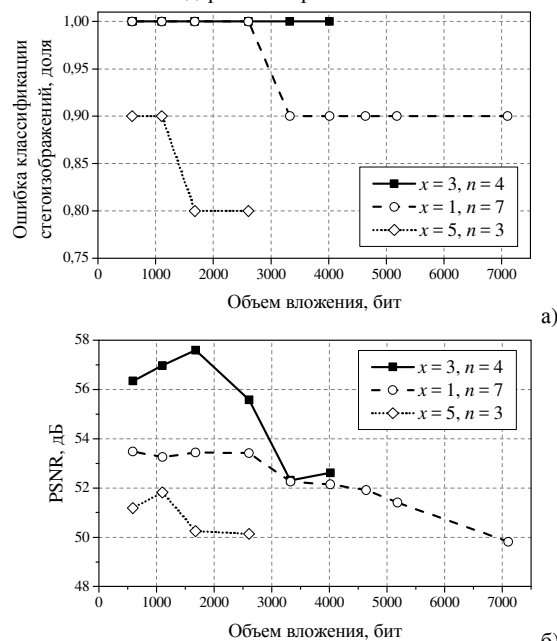 1,00
0,95
0,90
0,85
0,80
0,75
Ошибка классификации
стегоизображений, доля
x = 3, n = 4
x = 1, n = 7
x = 5, n = 3
0 1000 2000 3000 4000 5000 6000 7000
Объем вложения, бит
а)
58
56
54
52
50
48
PSNR, дБ
x = 3, n = 4
x = 1, n = 7
x = 5, n = 3
0 1000 2000 3000 4000 5000 6000 7000
Объем вложения, бит